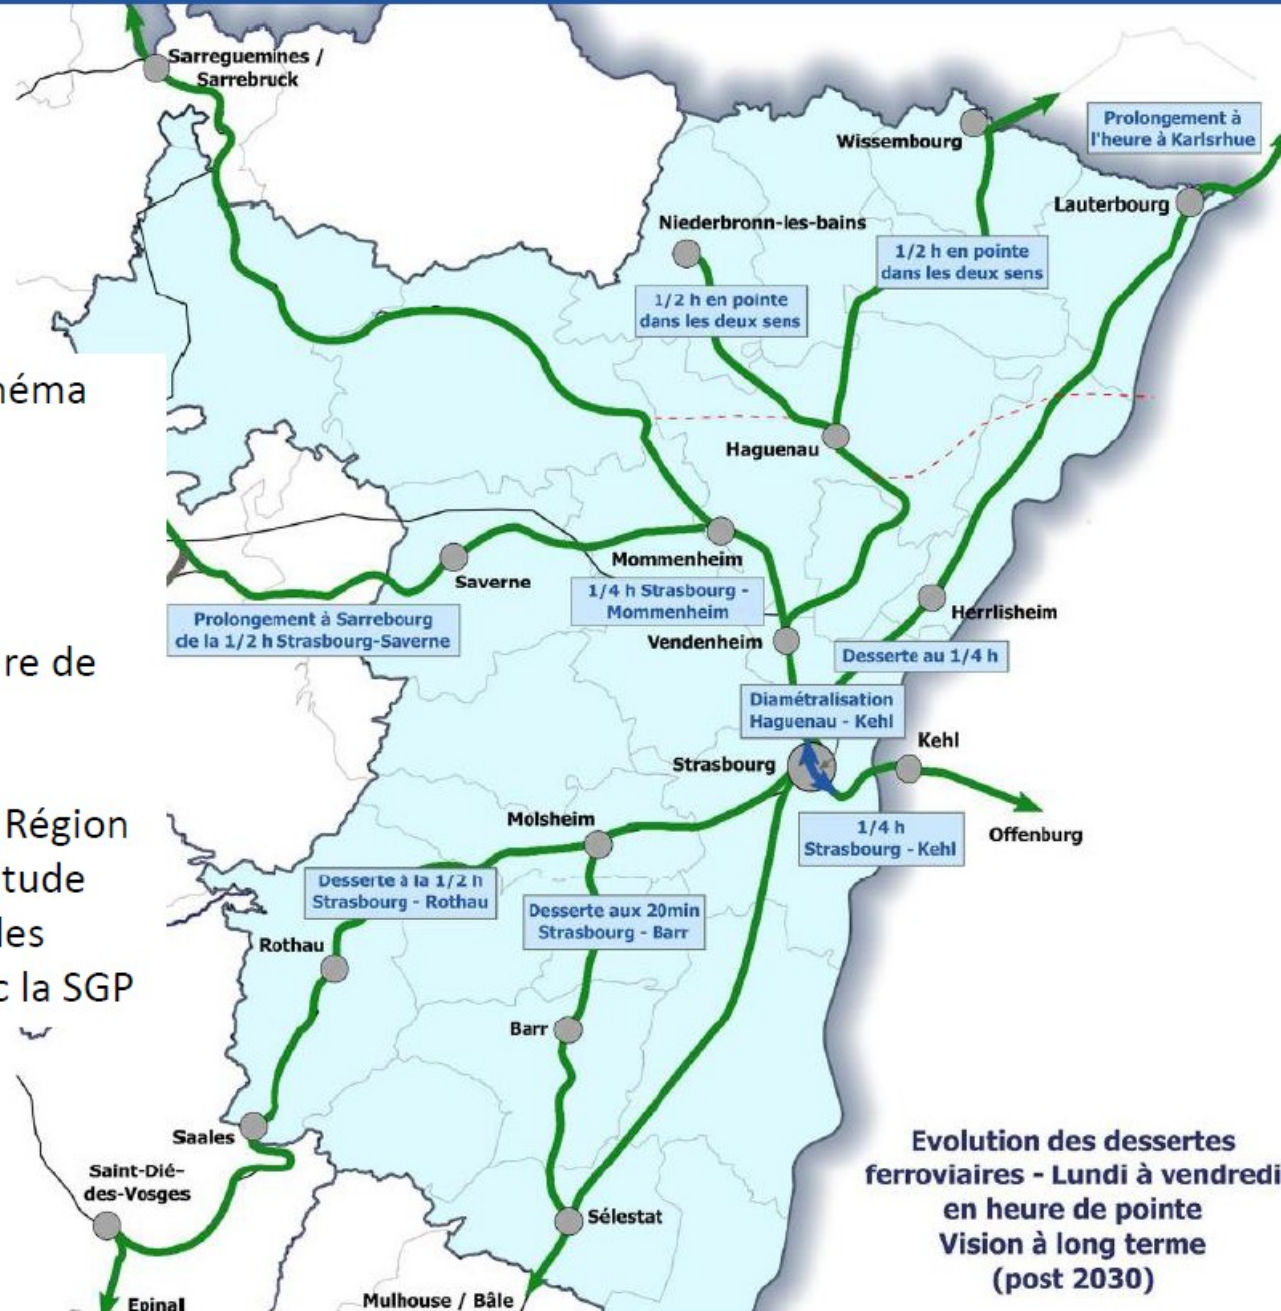 Sarreguemines /
Sarrebruck
Wissembourg
Prolongement à
l'heure à Karlsrhue
Lauterbourg
Niederbronn-les-bains
1/2 h en pointe
dans les deux sens
1/2 h en pointe
dans les deux sens
héma
Haguenau
Mommenheim
Saverne
1/4 h Strasbourg -
Mommenheim
Herrlisheim
Prolongement à Sarrebourg
de la 1/2 h Strasbourg-Saverne
Vendenheim
Desserte au 1/4 h
re de
Diamétralisation
Haguenau - Kehl
Kehl
Strasbourg
Molsheim
1/4 h
Strasbourg - Kehl
Offenburg
Région
tude
les
c la SGP
Desserte à la 1/2 h
Strasbourg - Rothau
Desserte aux 20min
Strasbourg - Barr
Rothau
Barr
Saales
Saint-Dié-
des-Vosges
Sélestat
Epinal
Mulhouse / Bâle
Evolution des dessertes
ferroviaires - Lundi à vendredi
en heure de pointe
Vision à long terme
(post 2030)